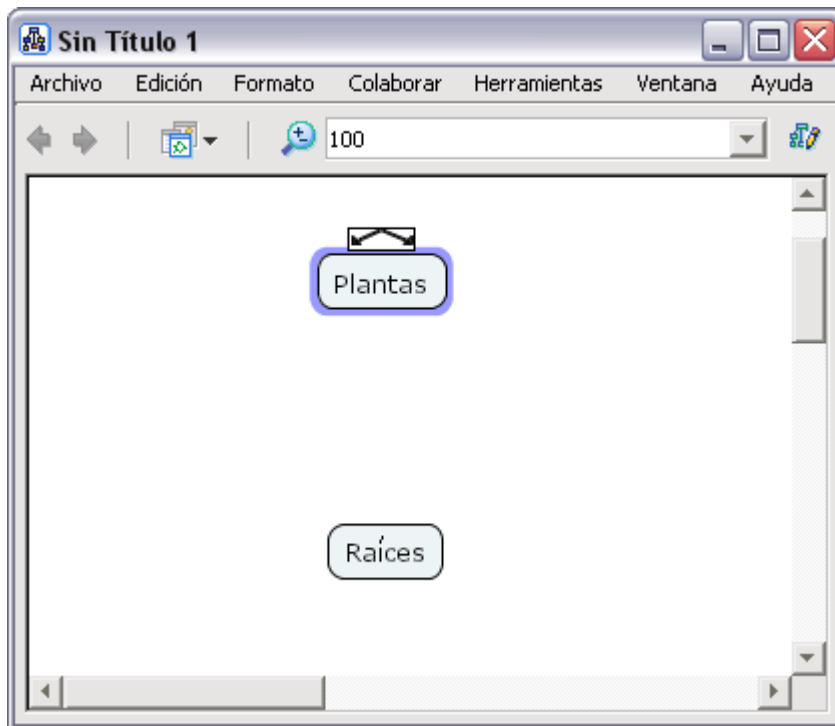 Sin Título 1
Archivo Edición Formato Colaborar Herramientas Ventana Ayuda
100
Plantas
Raíces